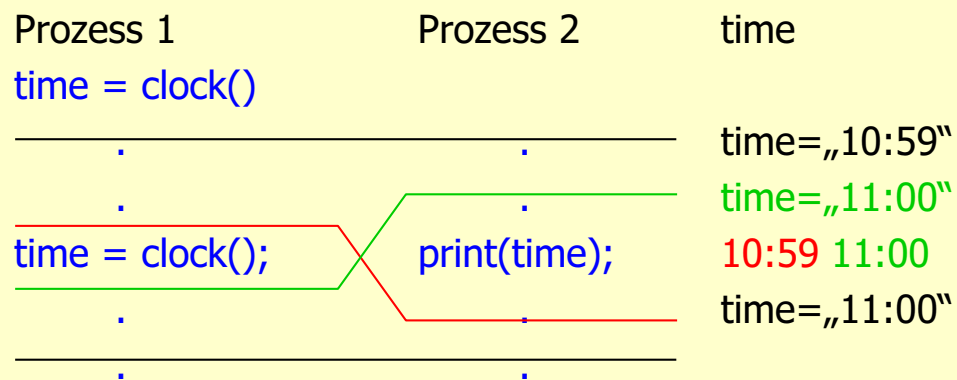 Prozess 1 Prozess 2 time
time = clock()
. . time=„10:59“
. . time=„11:00“
time = clock(); print(time); 10:59 11:00
. . time=„11:00“
. .